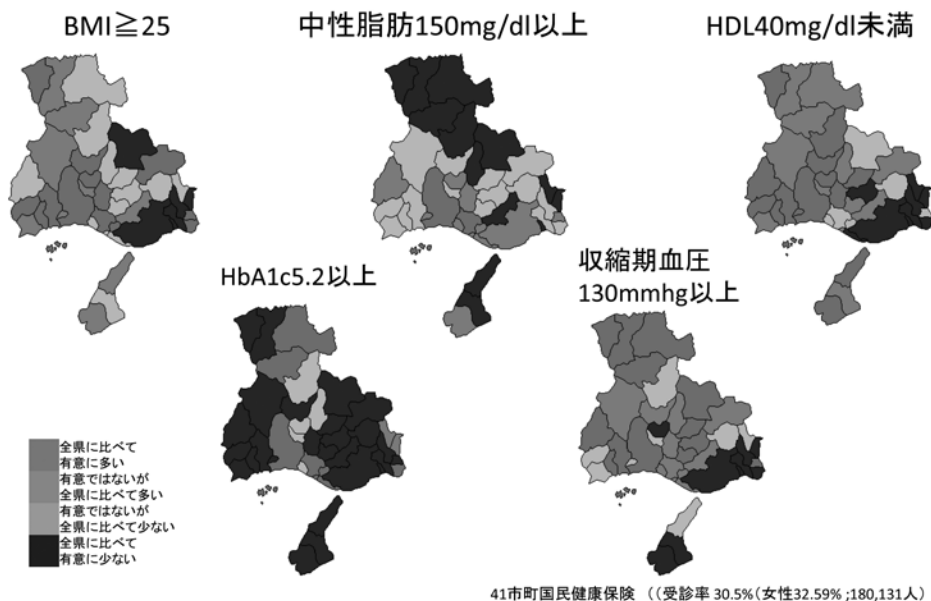 BMI≧25
中性脂肪150mg/dl以上
HDL40mg/dl未満
HbA1c5.2以上
収縮期血圧
130mmhg以上
全県に比べて
有意に多い
有意ではないが
全県に比べて多い
有意ではないが
全県に比べて少ない
全県に比べて
有意に少ない
41市町国民健康保険 ((受診率 30.5%(女性32.59% ;180,131人)